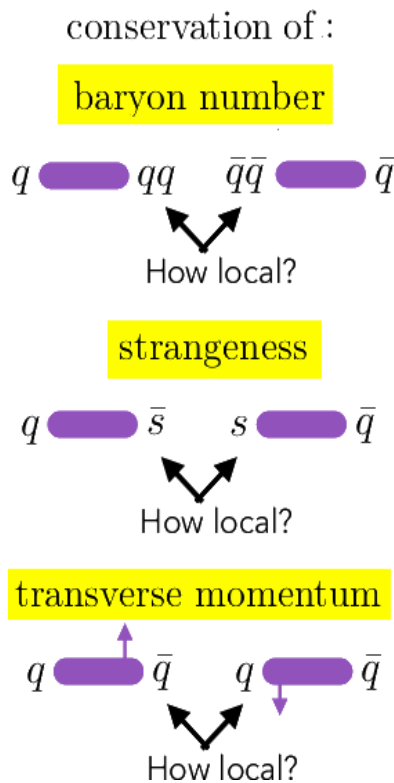 conservation of :
baryon number
q qq q̄q̄ q̄
How local?
strangeness
q s̄ s q̄
How local?
transverse momentum
q q̄ q q̄
How local?